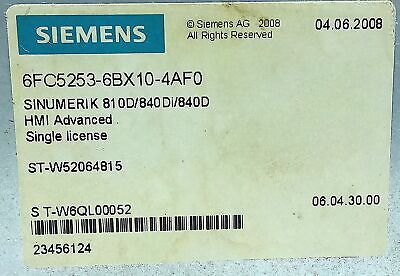 SIEMENS
© Siemens AG 2008
All Rights Reserved
04.06.2008
6FC5253-6BX10-4AF0
SINUMERIK 810D/840Di/840D
HMI Advanced
Single license
ST-W52064815
S T-W6QL00052
06.04.30.00
23456124